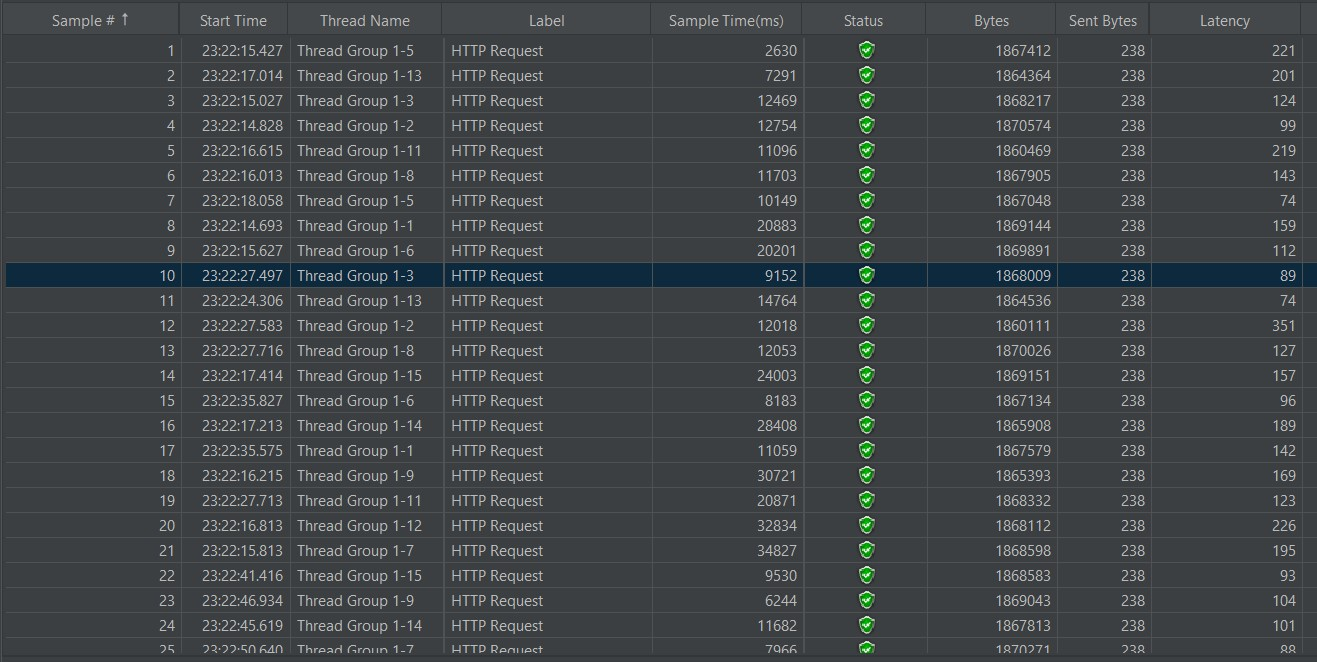 Sample # ↑ Start Time Thread Name Label Sample Time(ms) Status Bytes Sent Bytes Latency
1 23:22:15.427 Thread Group 1-5 HTTP Request 2630 1867412 238 221
2 23:22:17.014 Thread Group 1-13 HTTP Request 7291 1864364 238 201
3 23:22:15.027 Thread Group 1-3 HTTP Request 12469 1868217 238 124
4 23:22:14.828 Thread Group 1-2 HTTP Request 12754 1870574 238 99
5 23:22:16.615 Thread Group 1-11 HTTP Request 11096 1860469 238 219
6 23:22:16.013 Thread Group 1-8 HTTP Request 11703 1867905 238 143
7 23:22:18.058 Thread Group 1-5 HTTP Request 10149 1867048 238 74
8 23:22:14.693 Thread Group 1-1 HTTP Request 20883 1869144 238 159
9 23:22:15.627 Thread Group 1-6 HTTP Request 20201 1869891 238 112
10 23:22:27.497 Thread Group 1-3 HTTP Request 9152 1868009 238 89
11 23:22:24.306 Thread Group 1-13 HTTP Request 14764 1864536 238 74
12 23:22:27.583 Thread Group 1-2 HTTP Request 12018 1860111 238 351
13 23:22:27.716 Thread Group 1-8 HTTP Request 12053 1870026 238 127
14 23:22:17.414 Thread Group 1-15 HTTP Request 24003 1869151 238 157
15 23:22:35.827 Thread Group 1-6 HTTP Request 8183 1867134 238 96
16 23:22:17.213 Thread Group 1-14 HTTP Request 28408 1865908 238 189
17 23:22:35.575 Thread Group 1-1 HTTP Request 11059 1867579 238 142
18 23:22:16.215 Thread Group 1-9 HTTP Request 30721 1865393 238 169
19 23:22:27.713 Thread Group 1-11 HTTP Request 20871 1868332 238 123
20 23:22:16.813 Thread Group 1-12 HTTP Request 32834 1868112 238 226
21 23:22:15.813 Thread Group 1-7 HTTP Request 34827 1868598 238 195
22 23:22:41.416 Thread Group 1-15 HTTP Request 9530 1868583 238 93
23 23:22:46.934 Thread Group 1-9 HTTP Request 6244 1869043 238 104
24 23:22:45.619 Thread Group 1-14 HTTP Request 11682 1867813 238 101
25 23:22:50.640 Thread Group 1-7 HTTP Request 7966 1870271 238 88